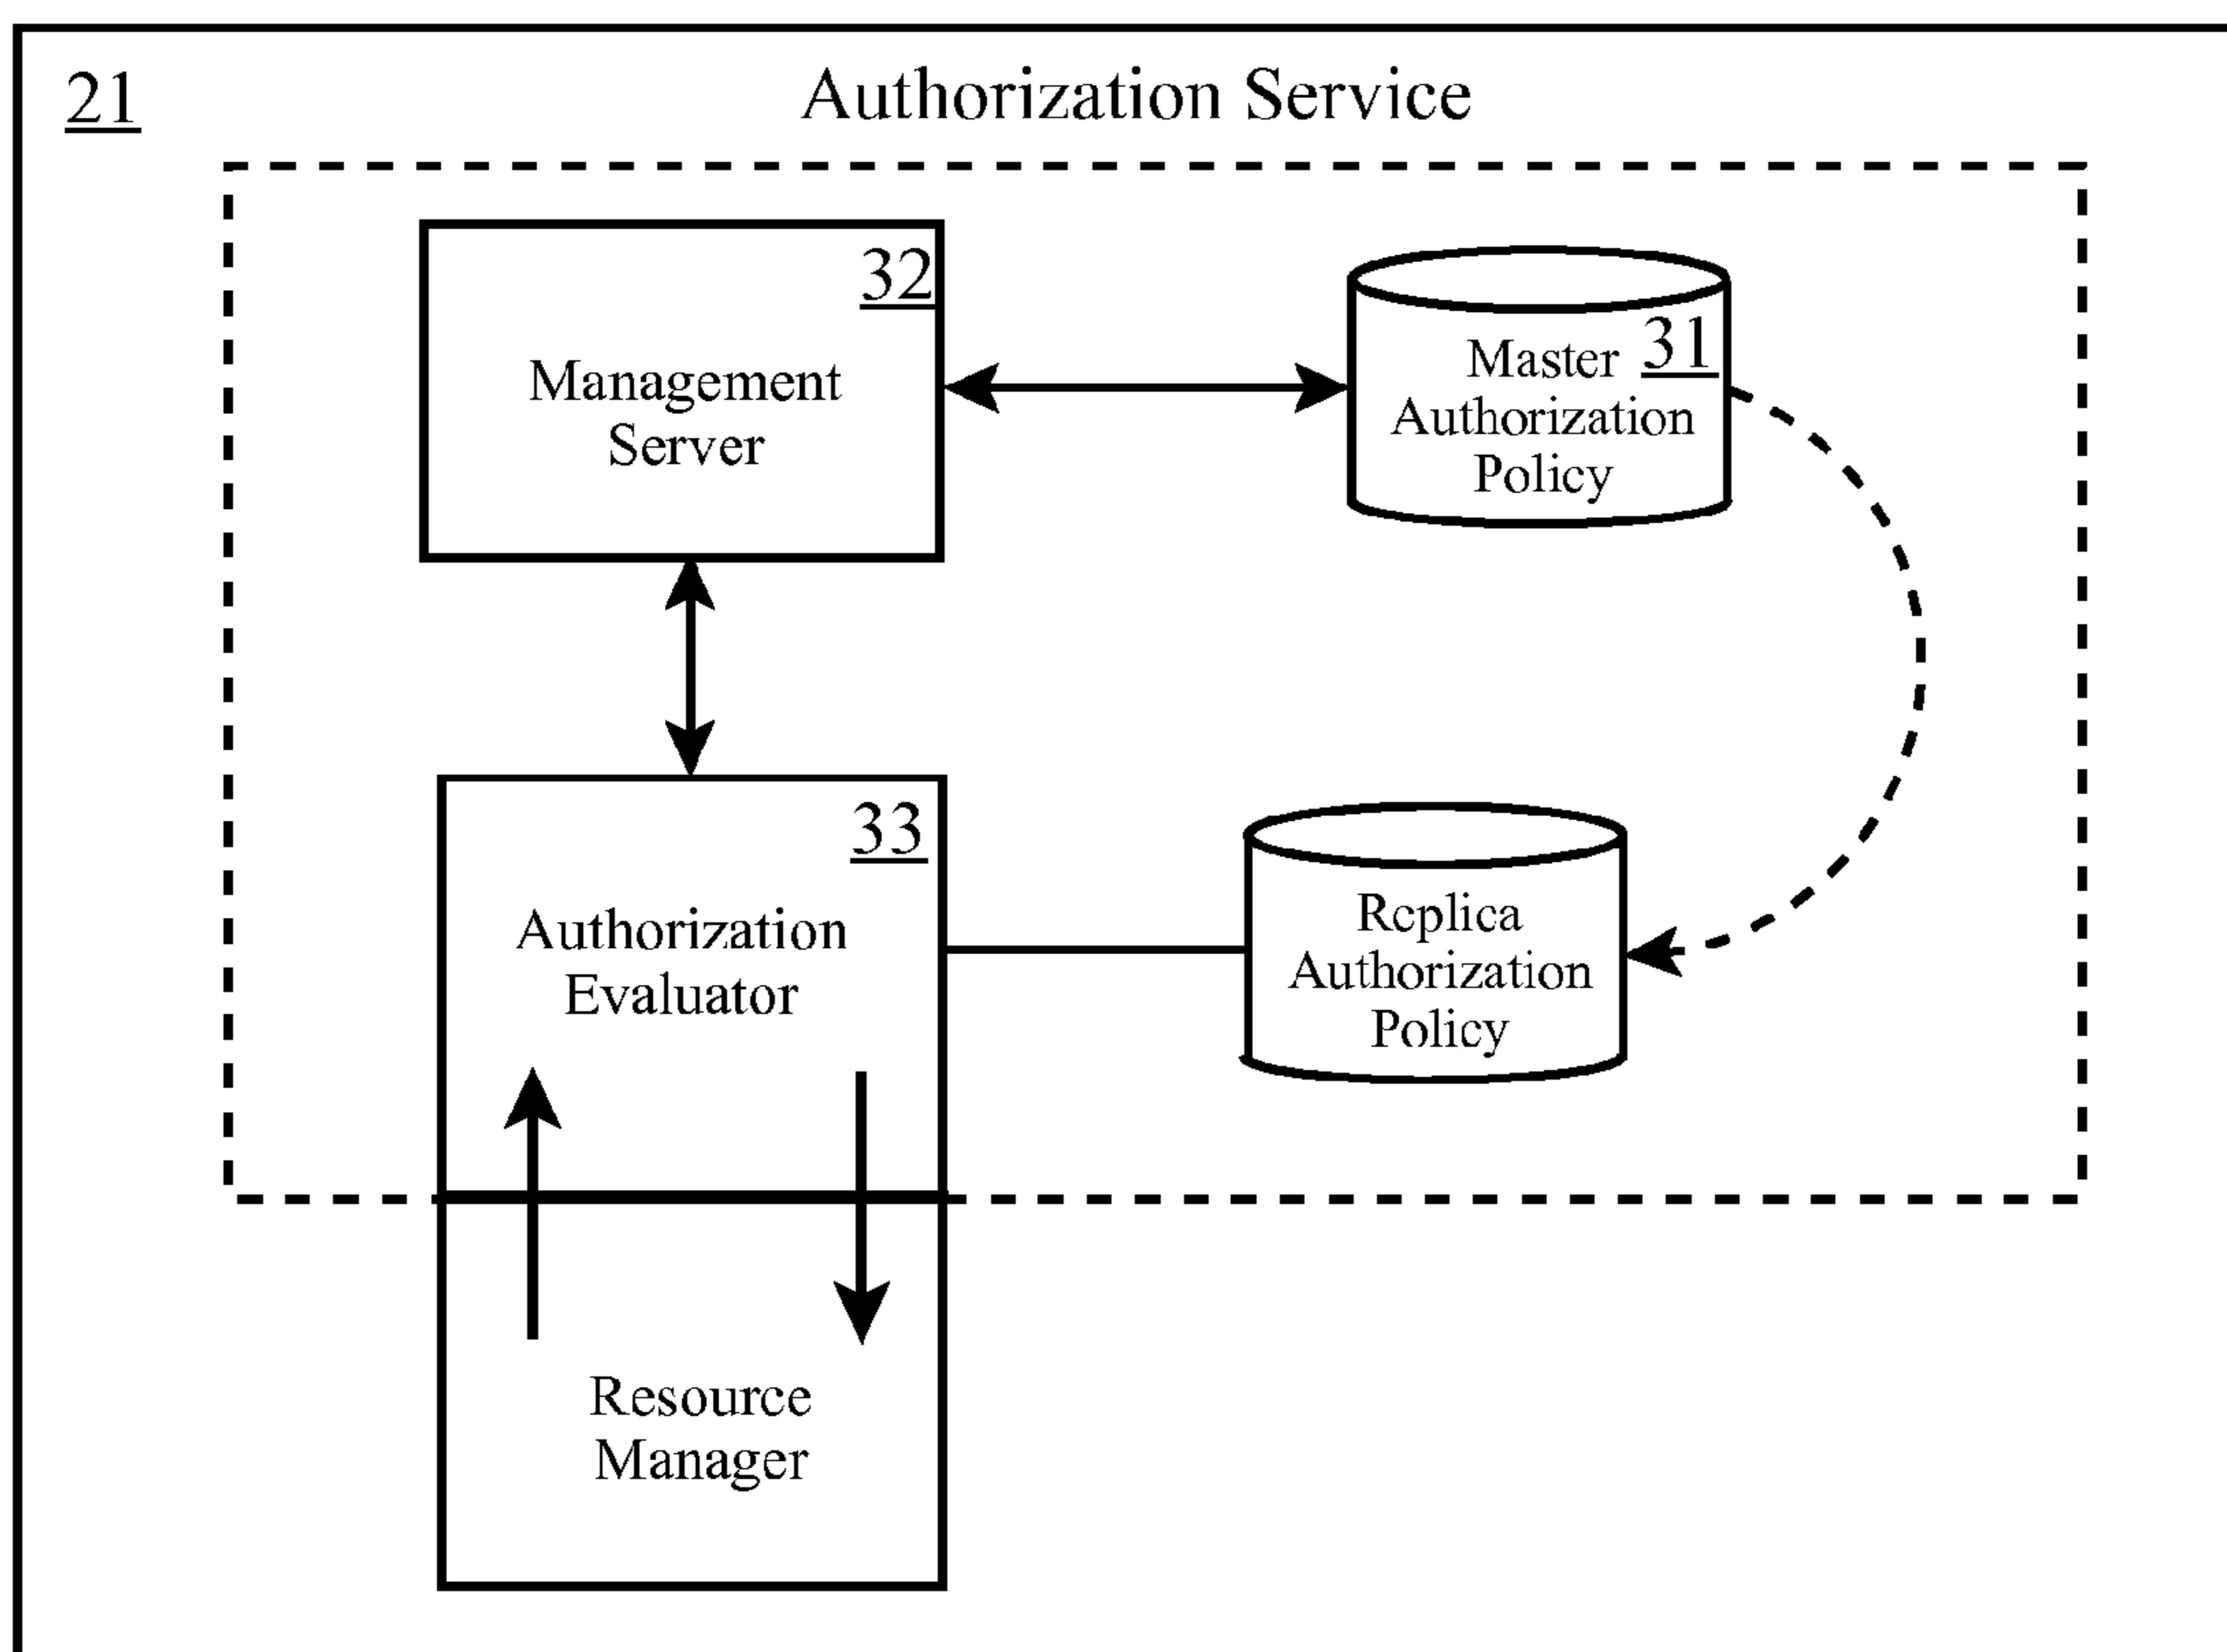 21
Authorization Service
32
Management
Server
Master 31
Authorization
Policy
33
Authorization
Evaluator
Replica
Authorization
Policy
Resource
Manager